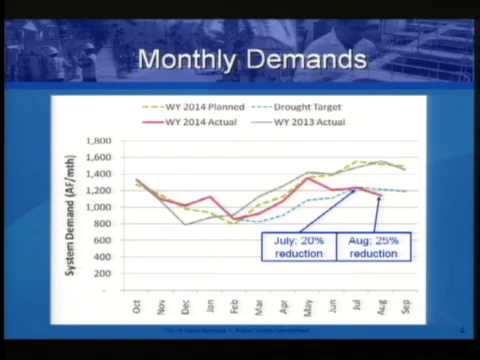 Monthly Demands
WY 2014 Planned
Drought Target
WY 2014 Actual
WY 2013 Actual
System Demand (AF/mth)
1,800
1,600
1,400
1,200
1,000
800
600
400
200
-
July: 20%
reduction
Aug: 25%
reduction
Oct
Nov
Dec
Jan
Feb
Mar
Apr
May
Jun
Jul
Aug
Sep